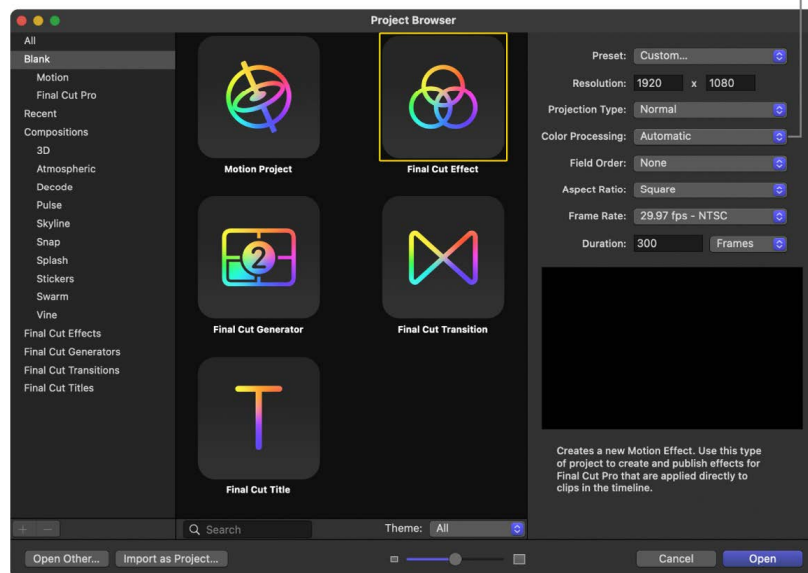 Project Browser
All
Blank
Motion
Final Cut Pro
Recent
Compositions
3D
Atmospheric
Decode
Pulse
Skyline
Snap
Splash
Stickers
Swarm
Vine
Final Cut Effects
Final Cut Generators
Final Cut Transitions
Final Cut Titles
Motion Project
Final Cut Effect
2
Final Cut Generator
Final Cut Transition
T
Final Cut Title
Search
Theme: All
Preset: Custom...
Resolution: 1920 x 1080
Projection Type: Normal
Color Processing: Automatic
Field Order: None
Aspect Ratio: Square
Frame Rate: 29.97 fps - NTSC
Duration: 300 Frames
Creates a new Motion Effect. Use this type
of project to create and publish effects for
Final Cut Pro that are applied directly to
clips in the timeline.
Open Other...
Import as Project...
Cancel
Open